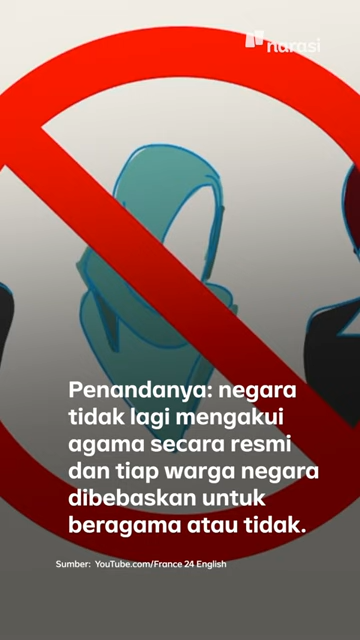 narasi
Penandanya: negara
tidak lagi mengakui
agama secara resmi
dan tiap warga negara
dibebaskan untuk
beragama atau tidak.
Sumber: YouTube.com/France 24 English